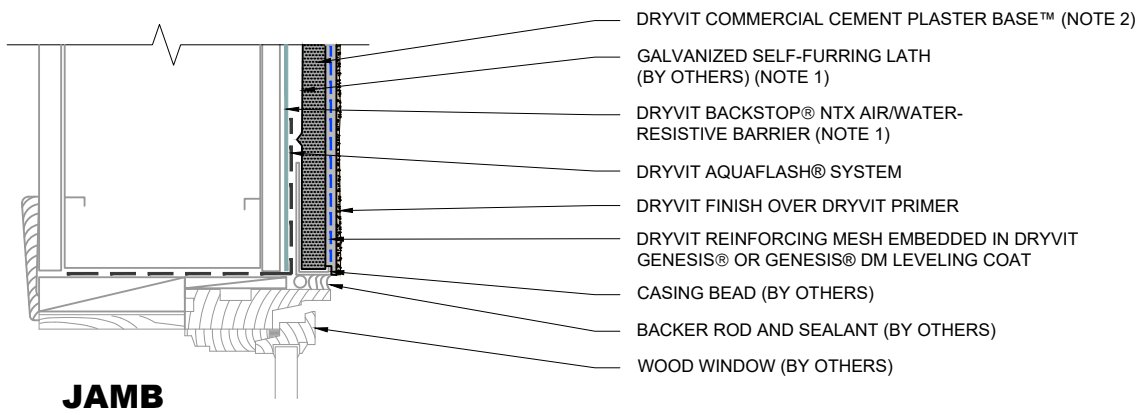 DRYVIT COMMERCIAL CEMENT PLASTER BASE™ (NOTE 2)
GALVANIZED SELF-FURRING LATH
(BY OTHERS) (NOTE 1)
DRYVIT BACKSTOP® NTX AIR/WATER-
RESISTIVE BARRIER (NOTE 1)
DRYVIT AQUAFLASH® SYSTEM
DRYVIT FINISH OVER DRYVIT PRIMER
DRYVIT REINFORCING MESH EMBEDDED IN DRYVIT
GENESIS® OR GENESIS® DM LEVELING COAT
CASING BEAD (BY OTHERS)
BACKER ROD AND SEALANT (BY OTHERS)
WOOD WINDOW (BY OTHERS)
JAMB